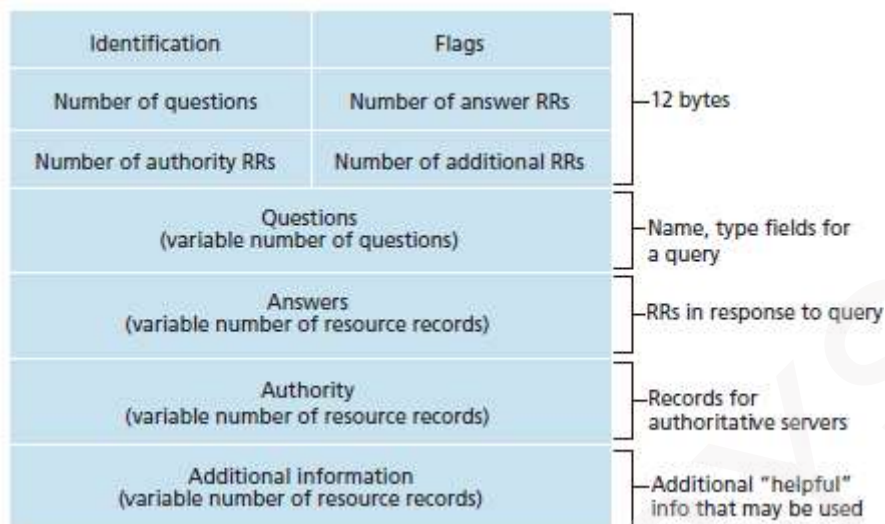 Identification
Flags
Number of questions
Number of answer RRs
12 bytes
Number of authority RRs
Number of additional RRs
Questions
(variable number of questions)
Name, type fields for
a query
Answers
(variable number of resource records)
RRs in response to query
Authority
(variable number of resource records)
Records for
authoritative servers
Additional information
(variable number of resource records)
Additional “helpful”
info that may be used